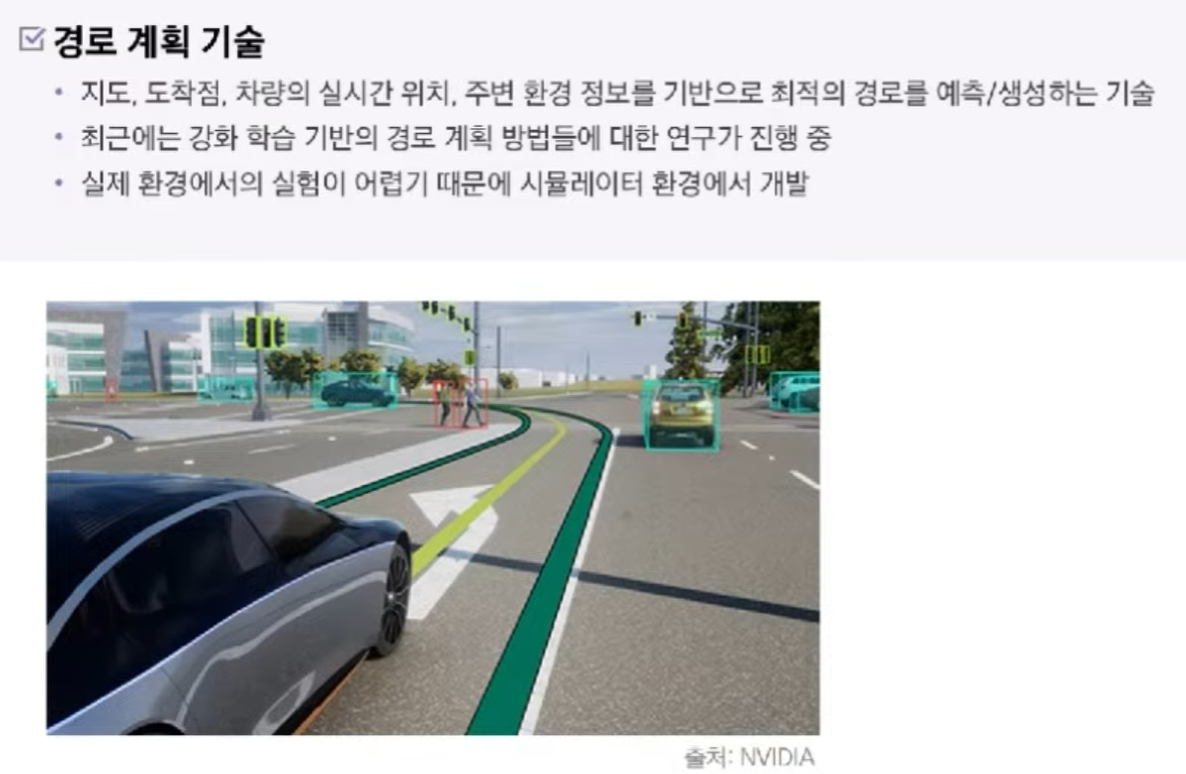 경로 계획 기술
• 지도, 도착점, 차량의 실시간 위치, 주변 환경 정보를 기반으로 최적의 경로를 예측/생성하는 기술
• 최근에는 강화 학습 기반의 경로 계획 방법들에 대한 연구가 진행 중
• 실제 환경에서의 실험이 어렵기 때문에 시뮬레이터 환경에서 개발
출처: NVIDIA